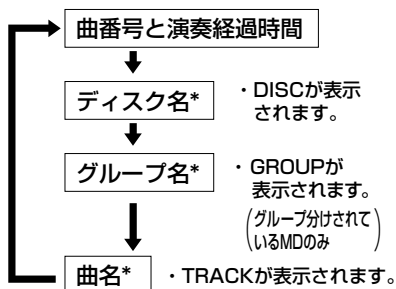 曲番号と演奏経過時間
ディスク名*
・DISCが表示
されます。
グループ名*
・GROUPが
表示されます。
(グループ分けされて
いるMDのみ)
曲名*
・TRACKが表示されます。